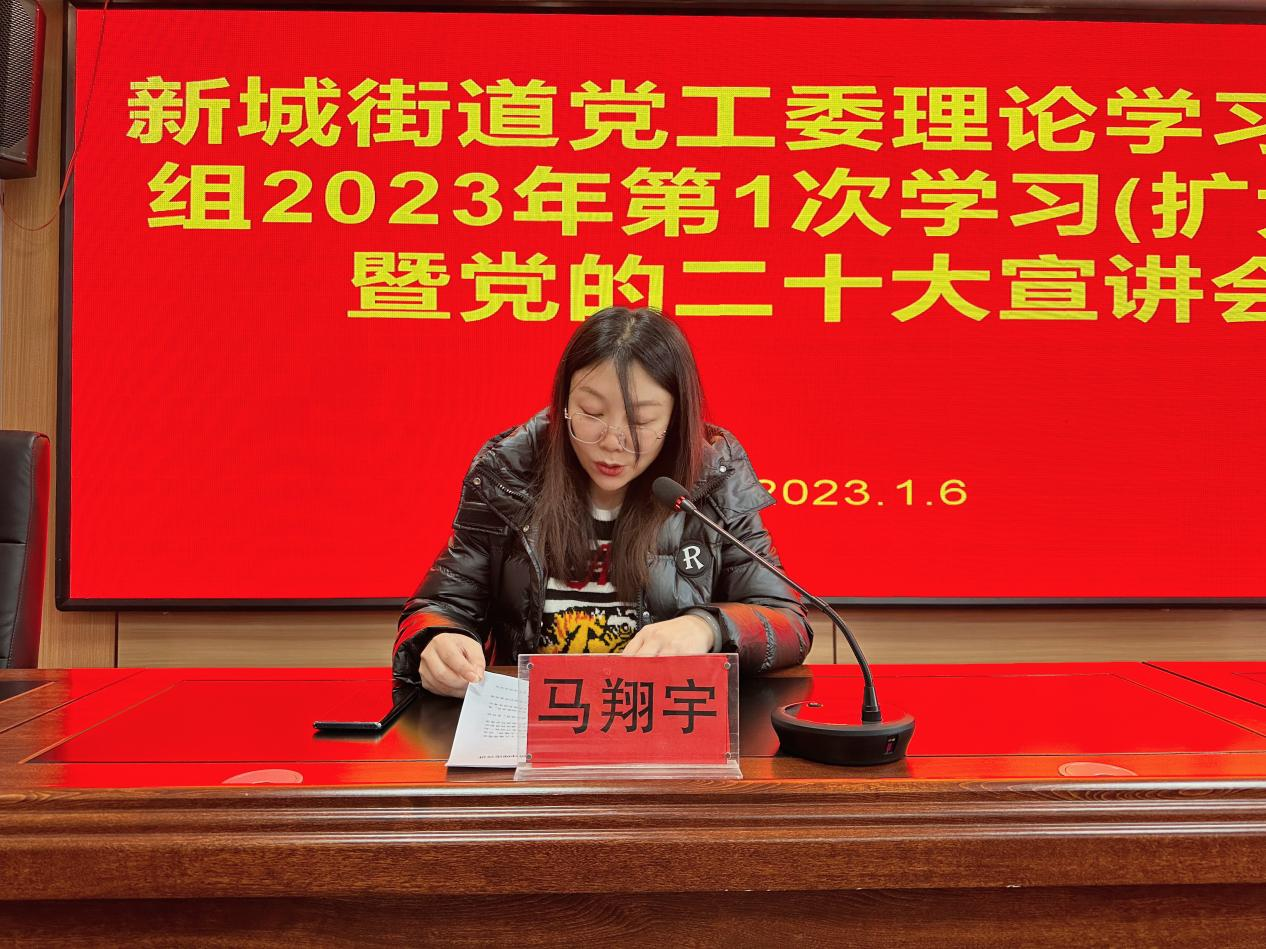 新城街道党工委理论学习
组2023年第1次学习(扩大
暨党的二十大宣讲会
2023.1.6
R
马翔宇